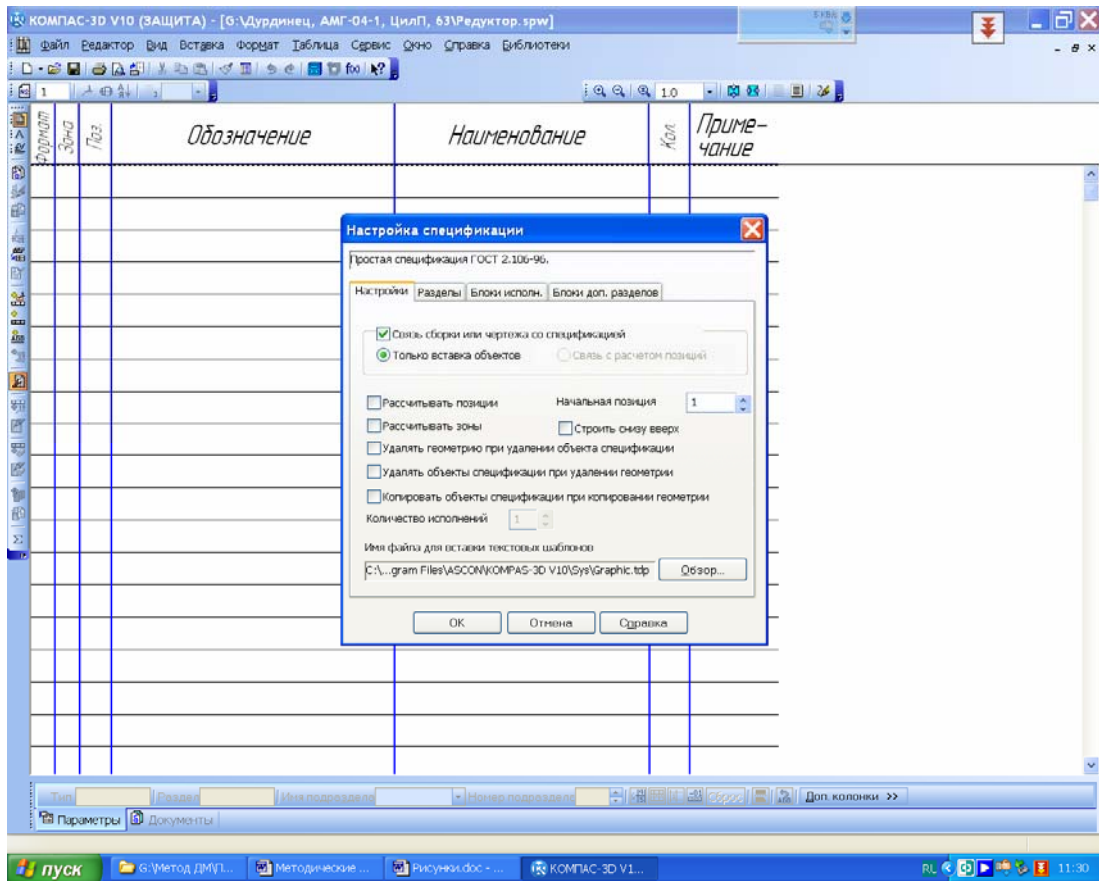 КОМПАС-3D V10 (ЗАЩИТА) - [G:\Дурдинец, АМГ-04-1, ЦилП, 63\Редуктор.spw]
Файл Редактор Вид Вставка Формат Таблица Сервис Окно Справка Библиотеки
1 1.0
Формат Зона Поз. Обозначение Наименование Кол. Приме-
чание
Настройка спецификации
Простая спецификация ГОСТ 2.106-96.
Настройки Разделы Блоки исполн. Блоки доп. разделов
Связь сборки или чертежа со спецификацией
Только вставка объектов Связь с расчетом позиций
Рассчитывать позиции Начальная позиция 1
Рассчитывать зоны Строить снизу вверх
Удалять геометрию при удалении объекта спецификации
Удалять объекты спецификации при удалении геометрии
Копировать объекты спецификации при копировании геометрии
Количество исполнений 1
Имя файла для вставки текстовых шаблонов
C:\...gram Files\ASCON\KOMPAS-3D V10\Sys\Graphic.tdp Обзор...
ОК Отмена Справка
Тип Раздел Имя подраздела Номер подраздела Сброс Доп. колонки >>
Параметры Документы
пуск G:\Метод ДМ\П... Методические ... Рисунки.doc - ... КОМПАС-3D V1... RL 11:30